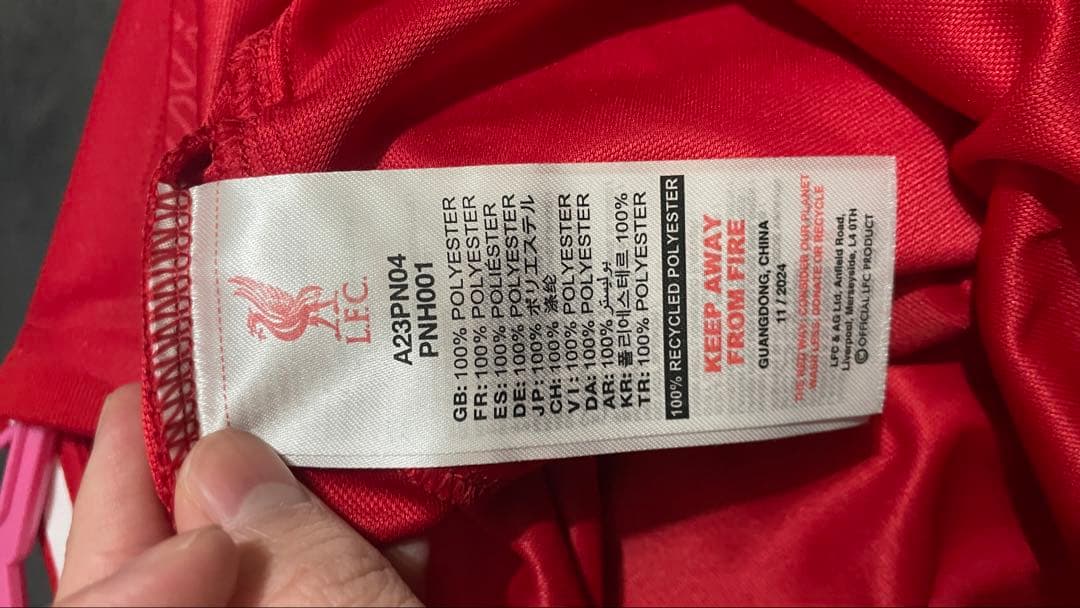 L.F.C.
A23PN04
PNH001
GB: 100% POLYESTER
FR: 100% POLYESTER
ES: 100% POLIÉSTER
DE: 100% POLYESTER
JP: 100% ポリエステル
CH: 100% 涤纶
VI: 100% POLYESTER
DA: 100% POLYESTER
AR: 100% بوليستر
KR: 폴리에스테르 100%
TR: 100% POLYESTER
100% RECYCLED POLYESTER
KEEP AWAY
FROM FIRE
GUANGDONG, CHINA
11 / 2024
THE RED WAY: CONSIDER OUR PLANET
WASH LESS, DONATE OR RECYCLE
LFC & AG Ltd, Anfield Road,
Liverpool, Merseyside, L4 0TH
© OFFICIAL LFC PRODUCT